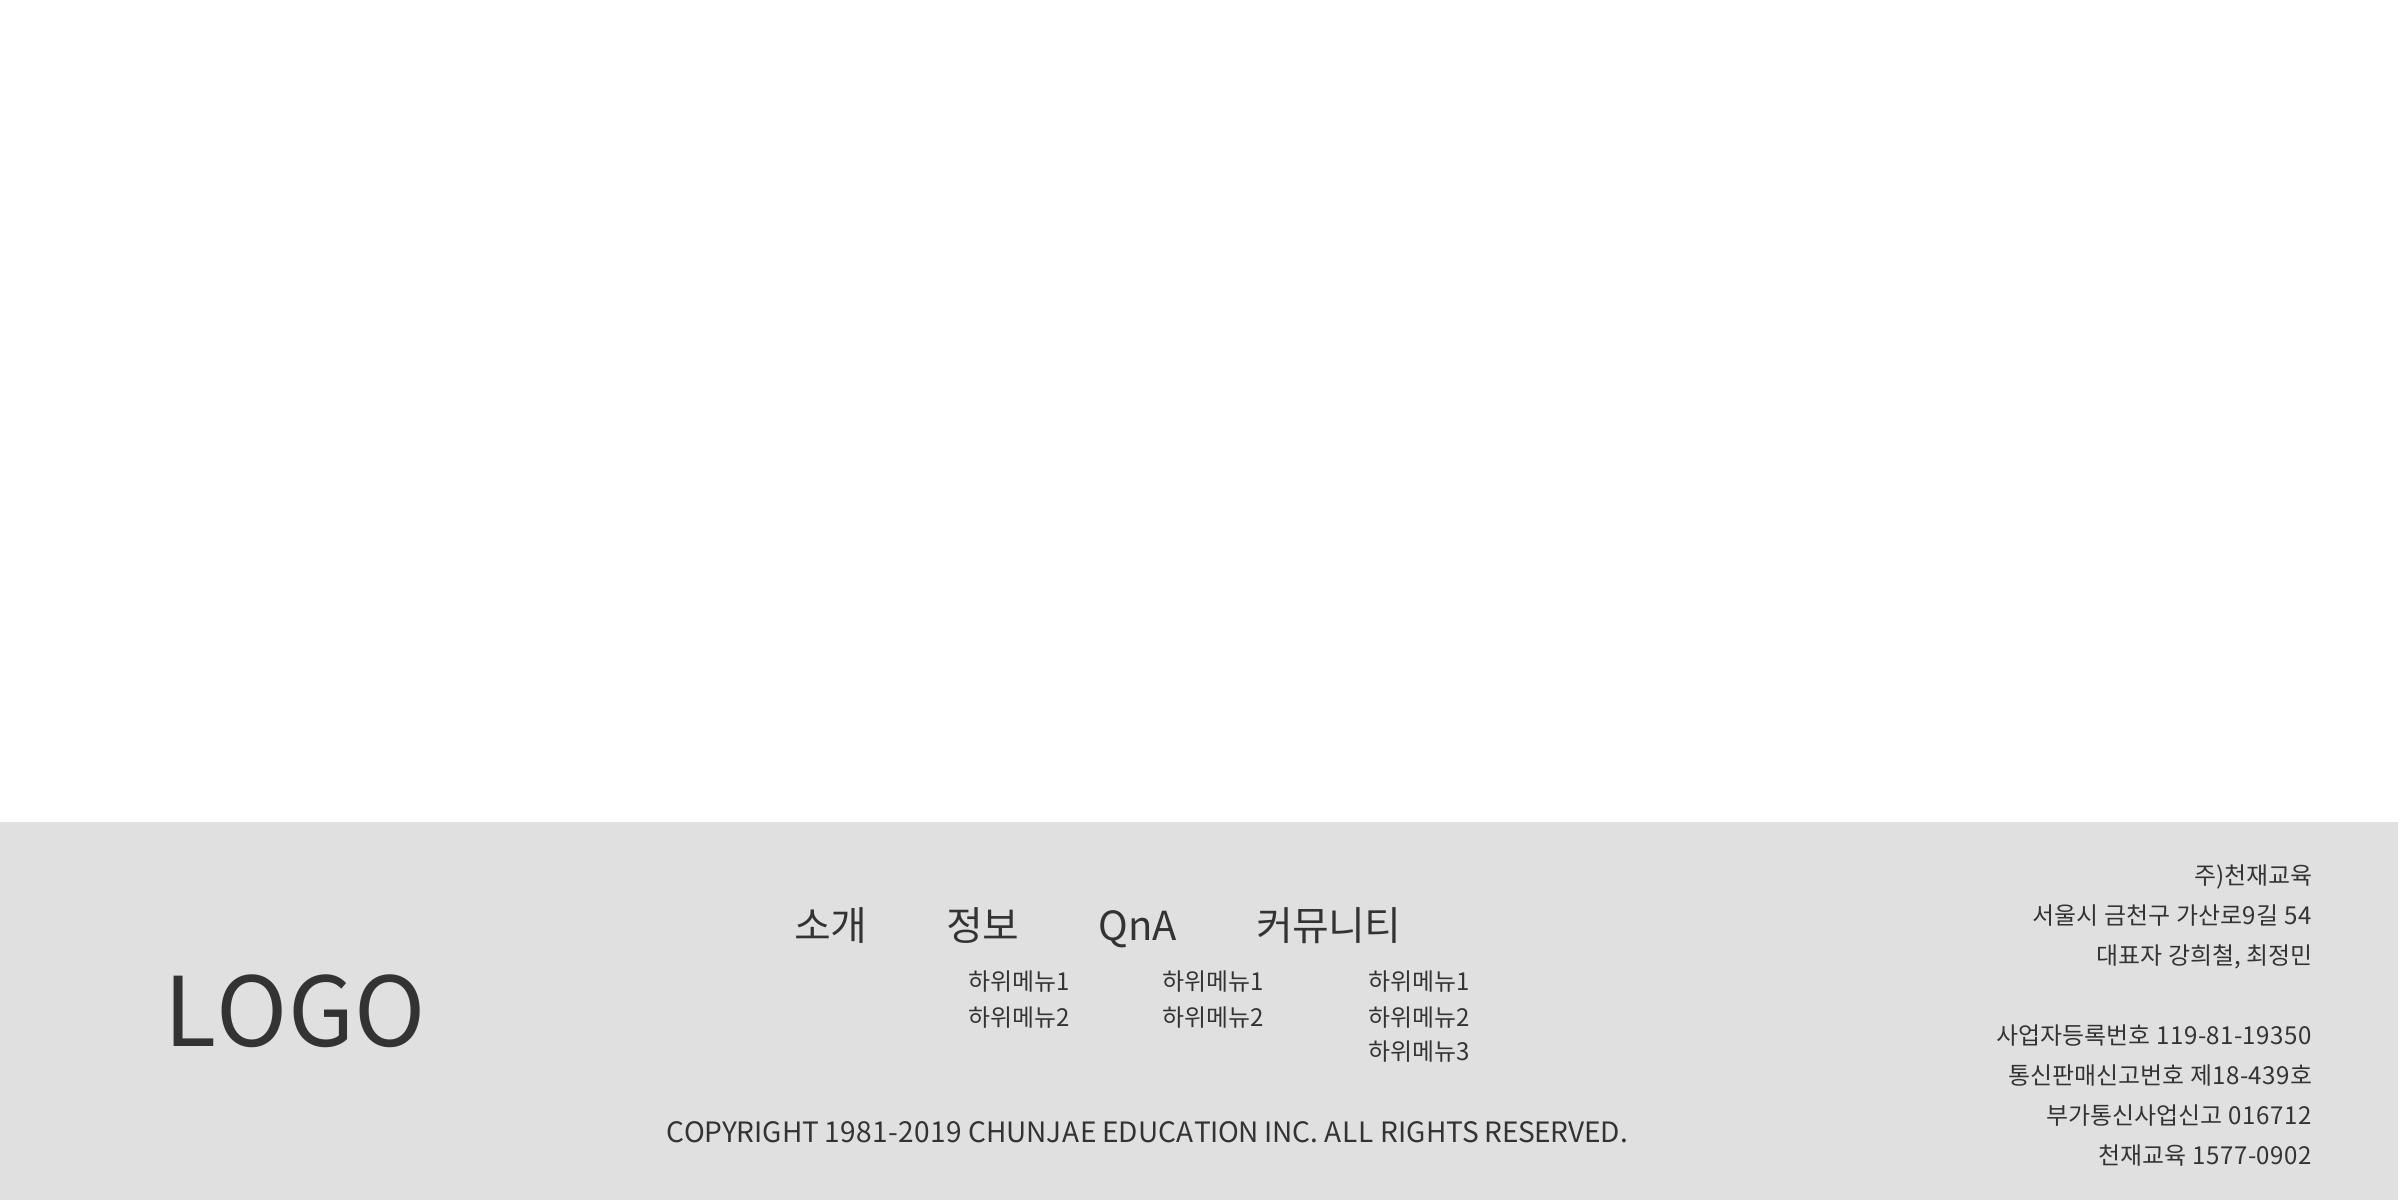 LOGO
소개 정보 QnA 커뮤니티
하위메뉴1 하위메뉴1 하위메뉴1
하위메뉴2 하위메뉴2 하위메뉴2
하위메뉴3
COPYRIGHT 1981-2019 CHUNJAE EDUCATION INC. ALL RIGHTS RESERVED.
주)천재교육
서울시 금천구 가산로9길 54
대표자 강희철, 최정민
사업자등록번호 119-81-19350
통신판매신고번호 제18-439호
부가통신사업신고 016712
천재교육 1577-0902